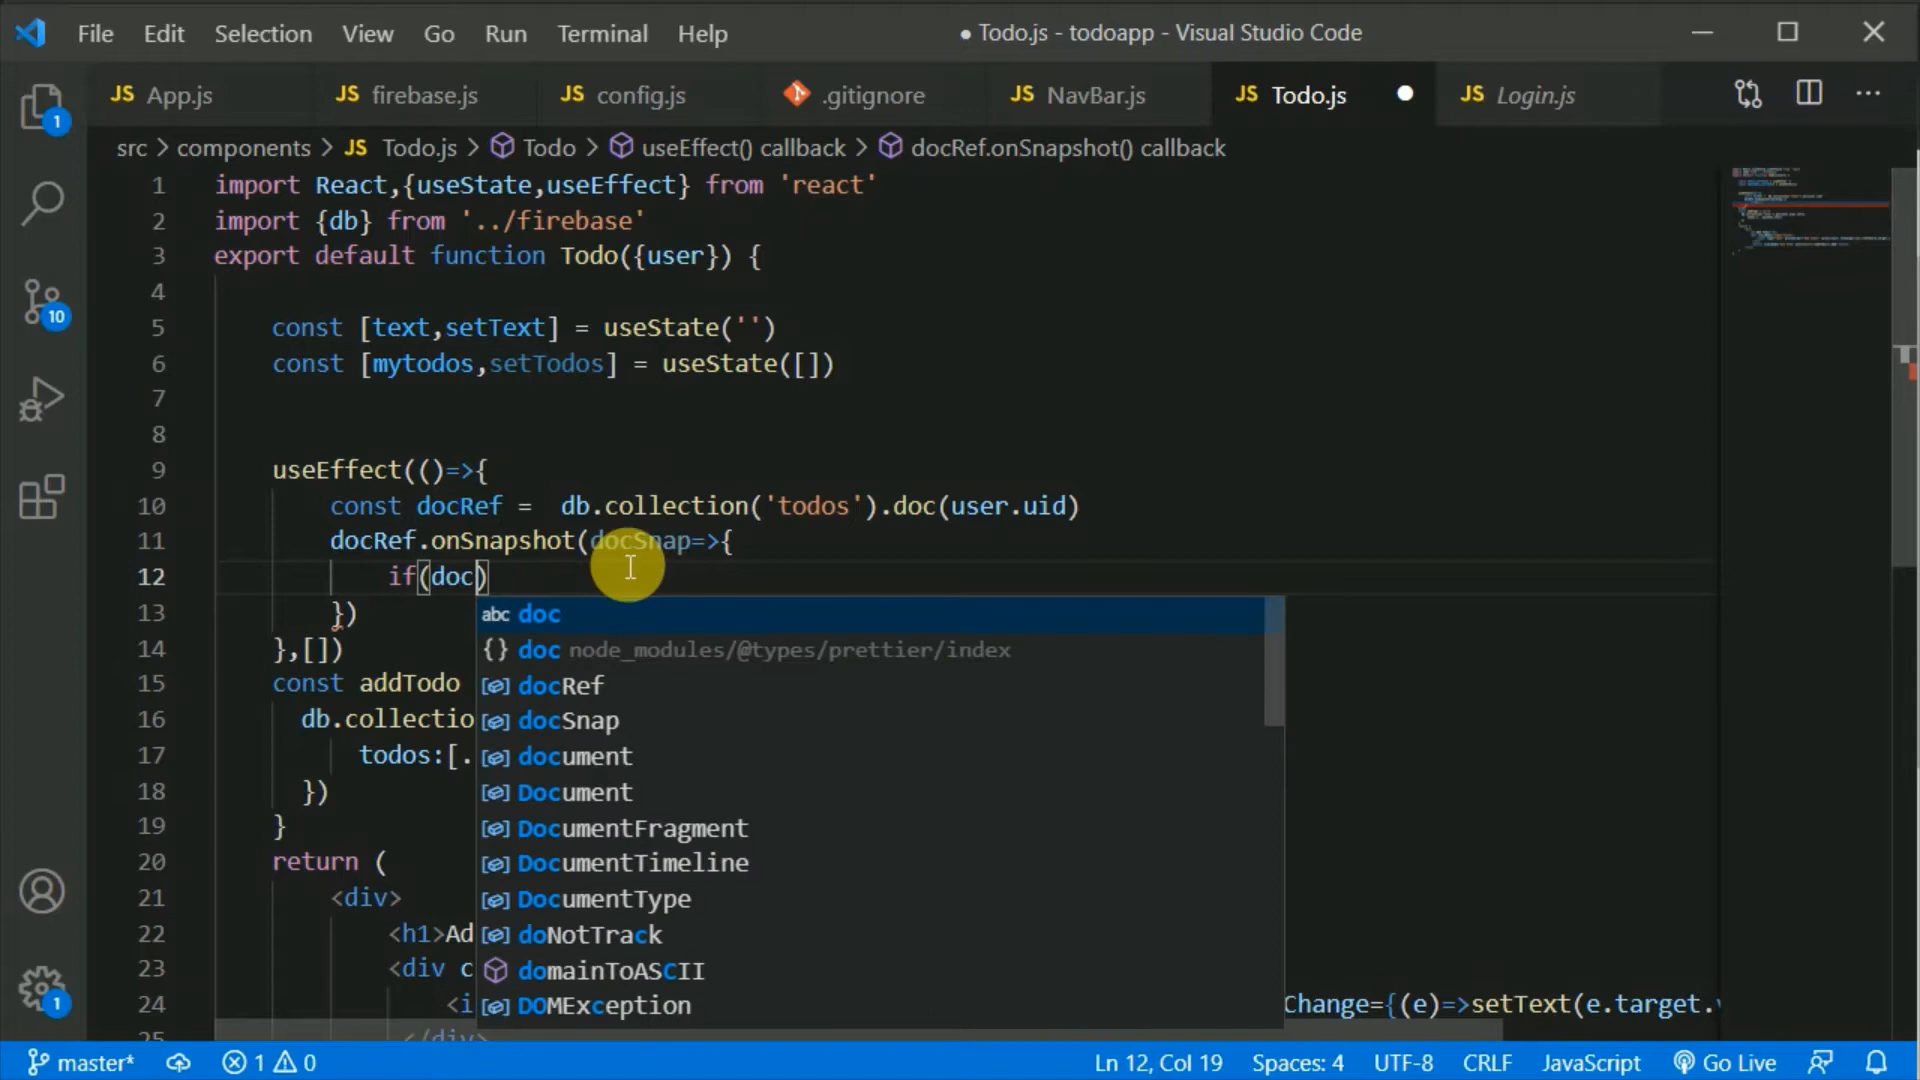 File Edit Selection View Go Run Terminal Help ● Todo.js - todoapp - Visual Studio Code
JS App.js JS firebase.js JS config.js .gitignore JS NavBar.js JS Todo.js JS Login.js
src > components > JS Todo.js > Todo > useEffect() callback > docRef.onSnapshot() callback
1 import React,{useState,useEffect} from 'react'
2 import {db} from '../firebase'
3 export default function Todo({user}) {
4
5 const [text,setText] = useState('')
6 const [mytodos,setTodos] = useState([])
7
8
9 useEffect(()=>{
10 const docRef = db.collection('todos').doc(user.uid)
11 docRef.onSnapshot(docSnap=>{
12 if(doc)
13 })
14 },[])
15 const addTodo
16 db.collectio
17 todos:[.
18 })
19 }
20 return (
21 <div>
22 <h1>Ad
23 <div c
24 <i Change={(e)=>setText(e.target.
25 </div>
abc doc
{} doc node_modules/@types/prettier/index
docRef
docSnap
document
Document
DocumentFragment
DocumentTimeline
DocumentType
doNotTrack
domainToASCII
DOMException
1
10
1
master* 1 0 Ln 12, Col 19 Spaces: 4 UTF-8 CRLF JavaScript Go Live